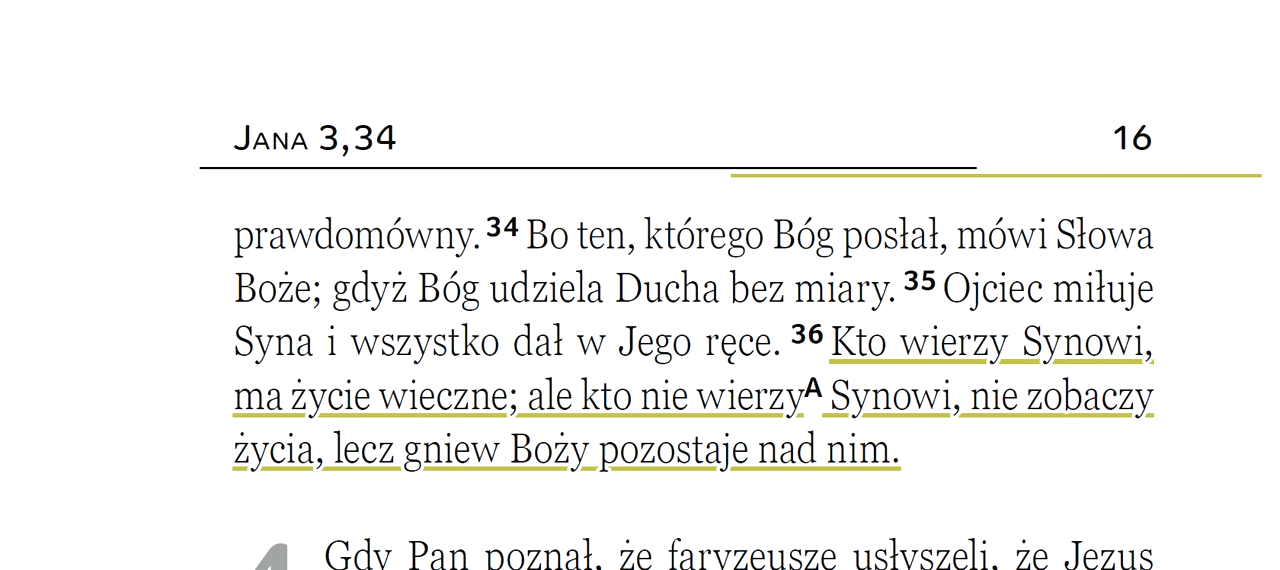 Jana 3,34 16
prawdomówny. 34 Bo ten, którego Bóg posłał, mówi Słowa
Boże; gdyż Bóg udziela Ducha bez miary. 35 Ojciec miłuje
Syna i wszystko dał w Jego ręce. 36 Kto wierzy Synowi,
ma życie wieczne; ale kto nie wierzyA Synowi, nie zobaczy
życia, lecz gniew Boży pozostaje nad nim.
4 Gdy Pan poznał, że faryzeusze usłyszeli, że Jezus